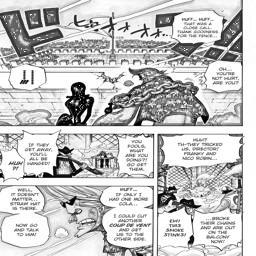 HUFF... HUFF...
THAT WAS A
CLOSE CALL.
THANK GOODNESS
FOR THE FENCE...
OH...
YOU'RE
NOT HURT,
ARE YOU?
HUH?
TH-THEY TRICKED
US, DIRECTOR!
FRANKY AND
NICO ROBIN...
YOU
FOOLS,
WHAT
ARE YOU
DOING!?
GO GET
THEM.
IF THEY
GET AWAY,
YOU'LL
ALL BE
HANGED!
HUH?!
...BROKE
THEIR CHAINS
AND ARE OUT
ON THE
BALCONY
NOW!
EH!
THIS
SMOKE
STINKS!
HUFF...
IF ONLY I
HAD ONE MORE
COLA...
I COULD CUT
ANOTHER
COUP DE VENT
AND GET US
TO THE OTHER
SIDE.
WELL,
IT DOESN'T
MATTER...
STRAW HAT
IS THERE...
NOW GO
AND TALK
TO HIM!